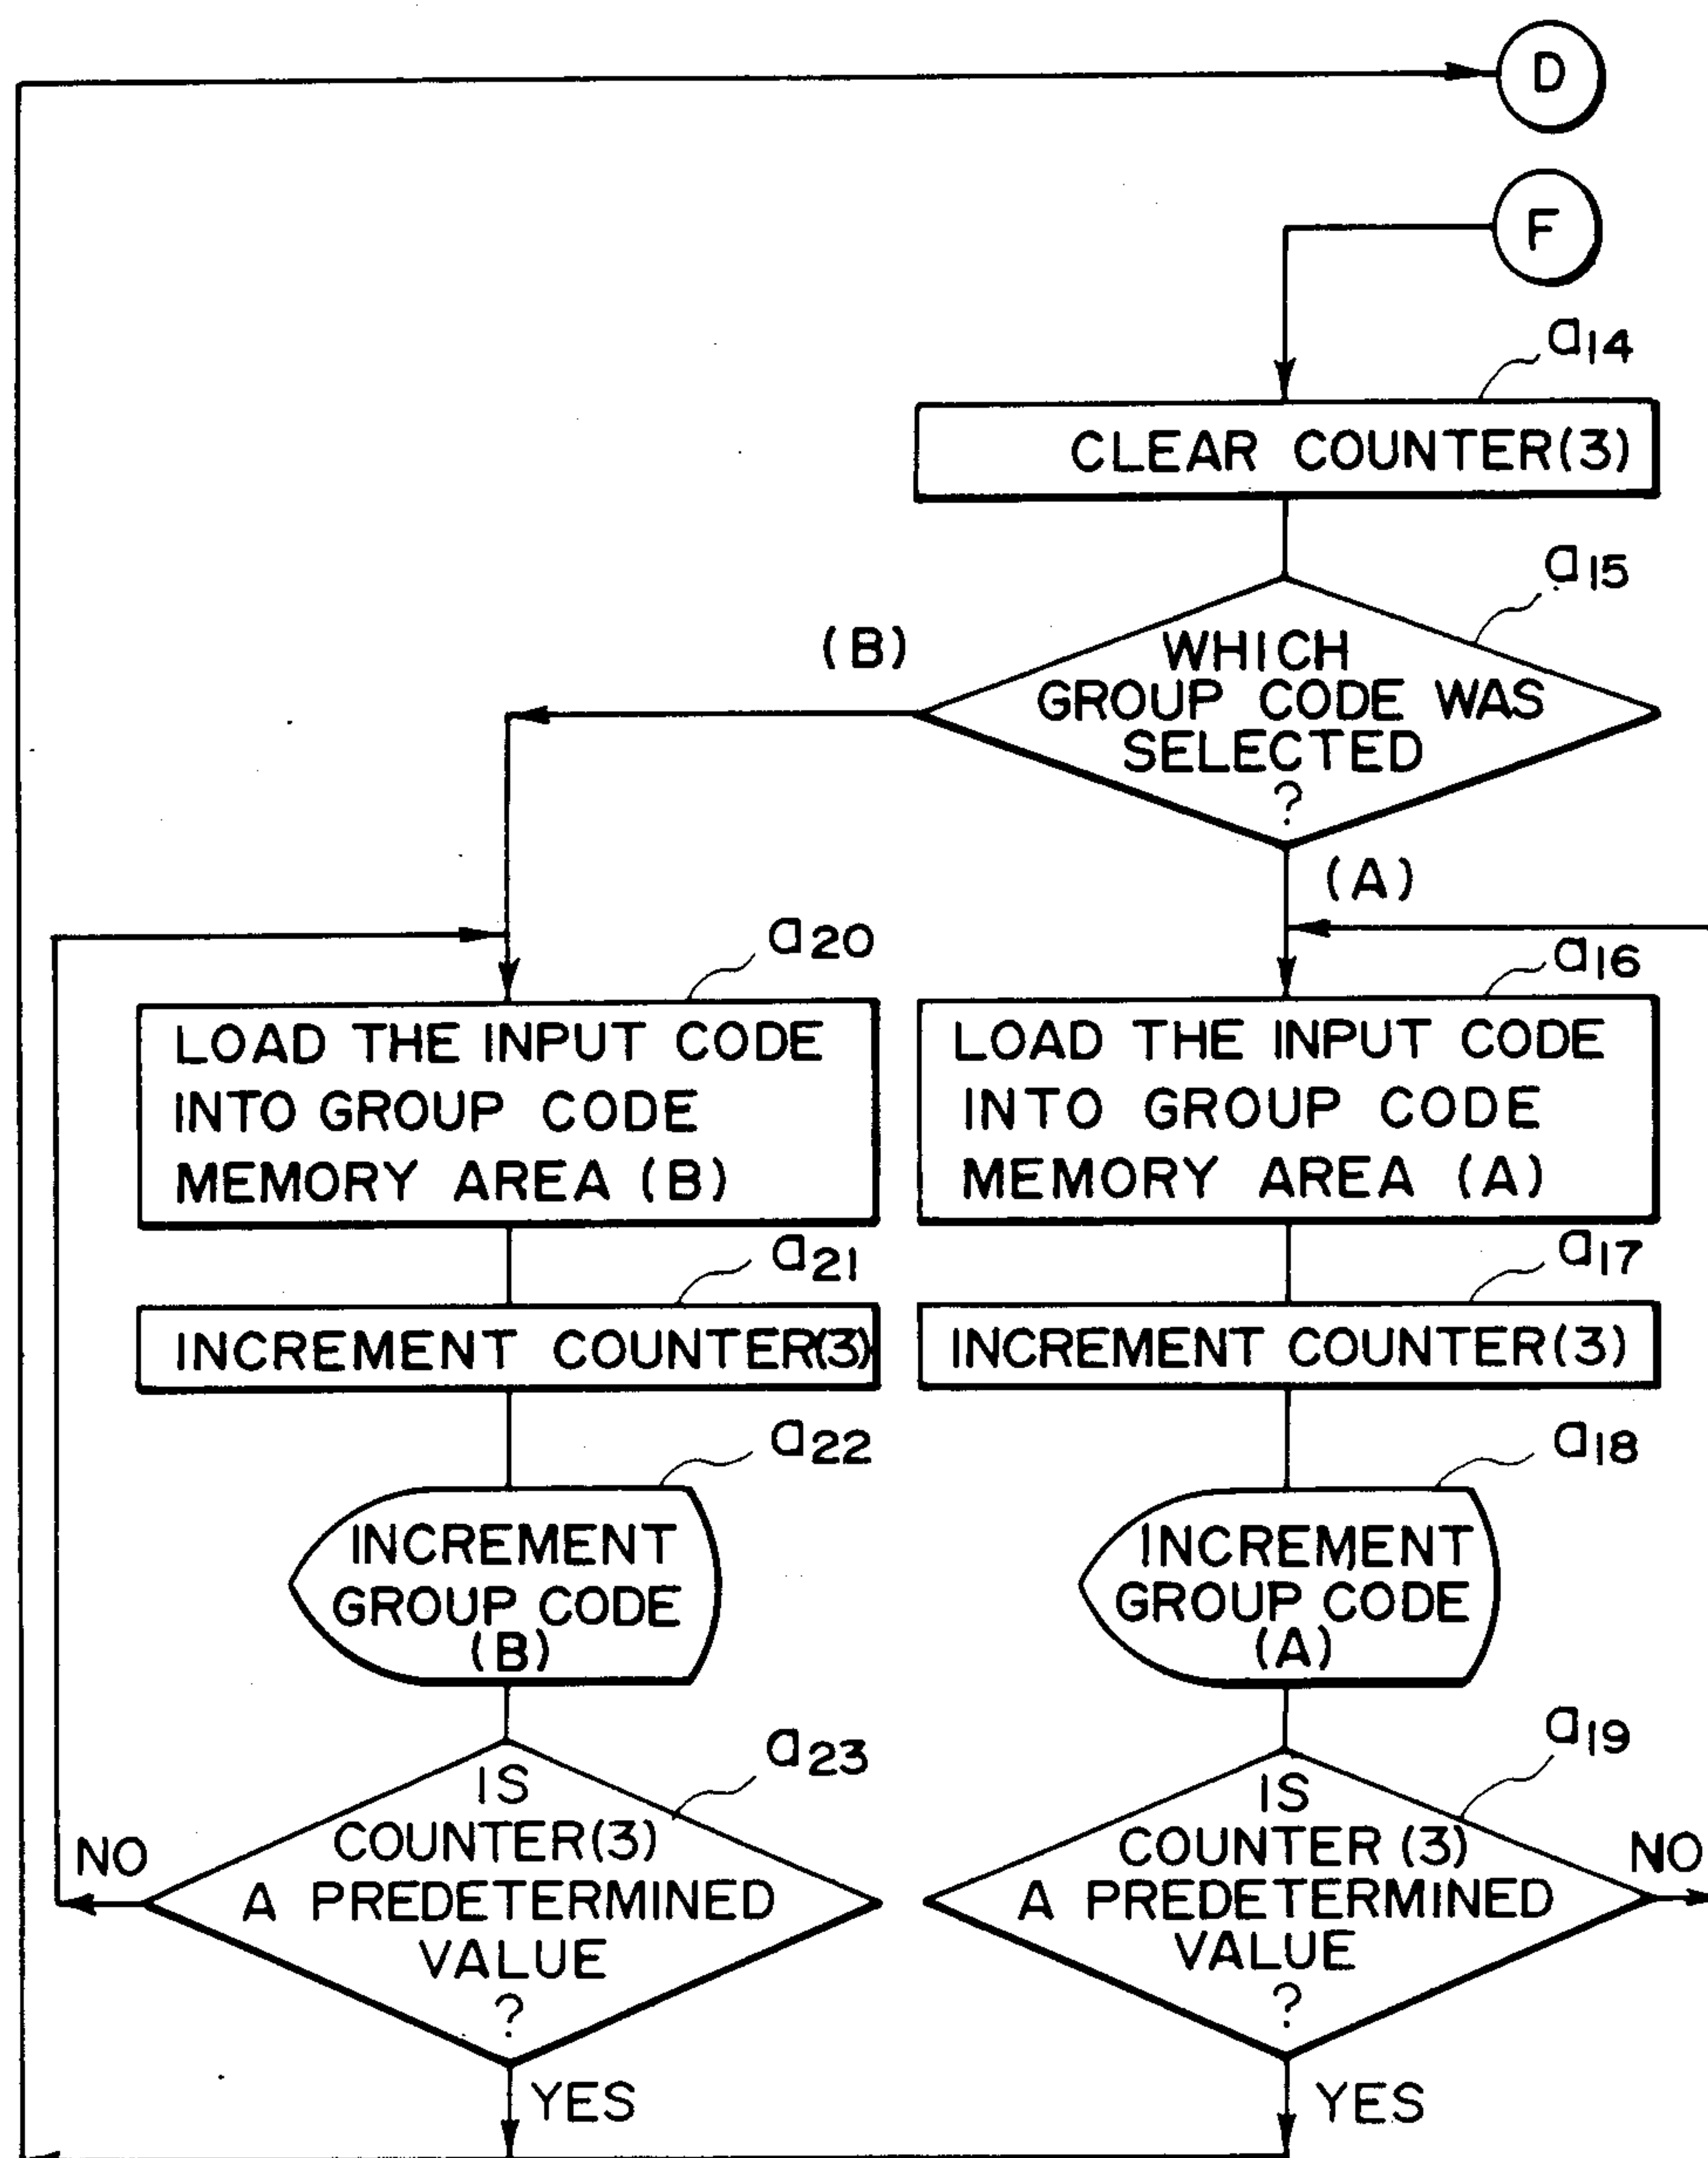 D
F
a14
CLEAR COUNTER(3)
a15
(B)
WHICH
GROUP CODE WAS
SELECTED
?
(A)
a20
a16
LOAD THE INPUT CODE
INTO GROUP CODE
MEMORY AREA (B)
LOAD THE INPUT CODE
INTO GROUP CODE
MEMORY AREA (A)
a21
a17
INCREMENT COUNTER(3)
INCREMENT COUNTER(3)
a22
a18
INCREMENT
GROUP CODE
(B)
INCREMENT
GROUP CODE
(A)
a23
a19
IS
COUNTER(3)
A PREDETERMINED
VALUE
?
NO
IS
COUNTER (3)
A PREDETERMINED
VALUE
?
NO
YES
YES